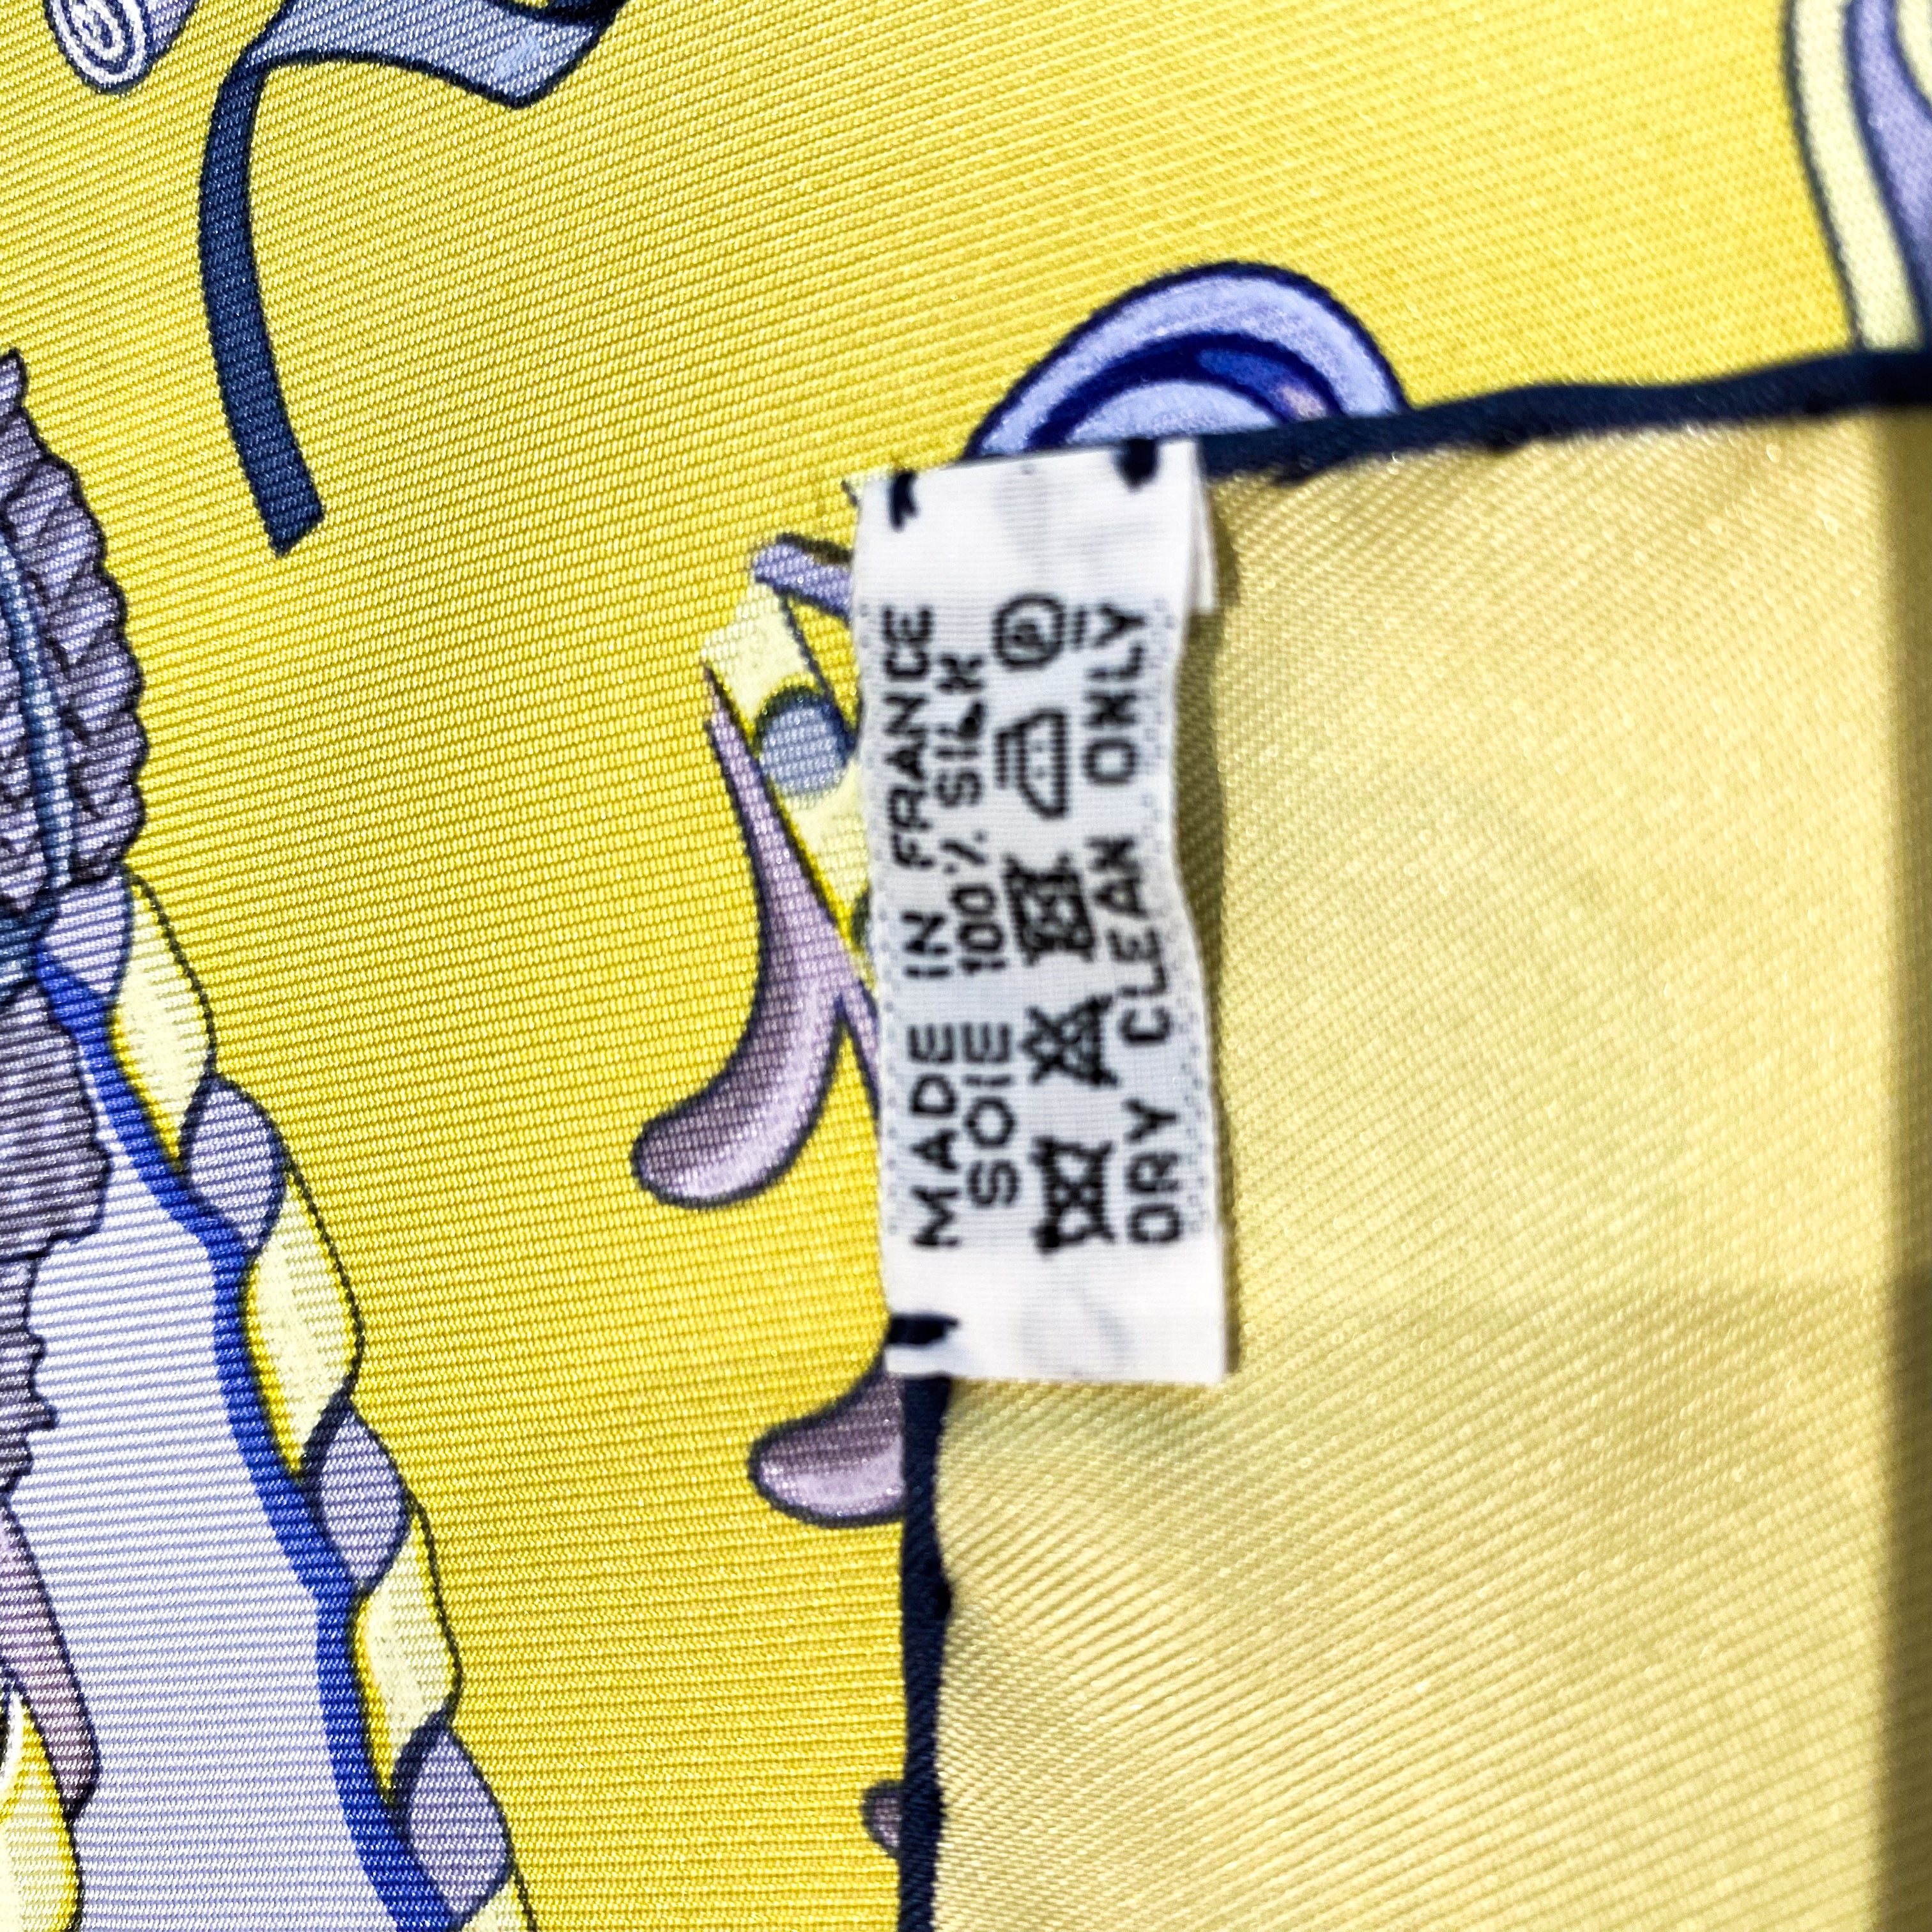 MADE IN FRANCE
SOIE 100% SILK
P
DRY CLEAN ONLY